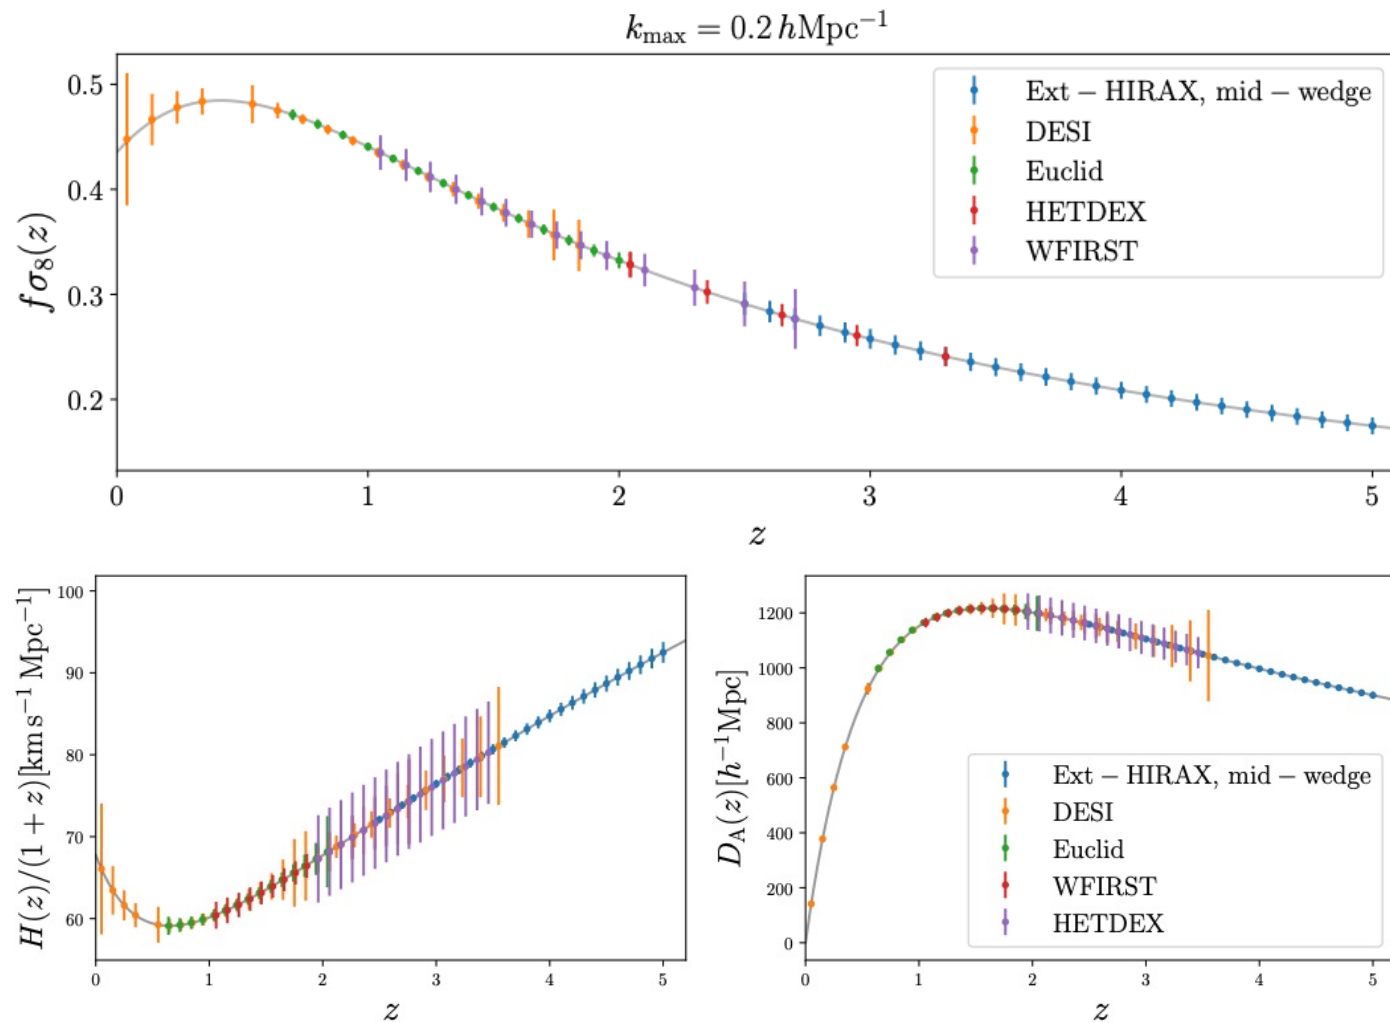 k_max = 0.2 hMpc⁻¹
fσ₈(z)
0.5
0.4
0.3
0.2
Ext − HIRAX, mid − wedge
DESI
Euclid
HETDEX
WFIRST
0 1 2 3 4 5
z
H(z)/(1 + z)[km s⁻¹ Mpc⁻¹]
100
90
80
70
60
0 1 2 3 4 5
z
D_A(z)[h⁻¹Mpc]
1200
1000
800
600
400
200
0
Ext − HIRAX, mid − wedge
DESI
Euclid
WFIRST
HETDEX
0 1 2 3 4 5
z